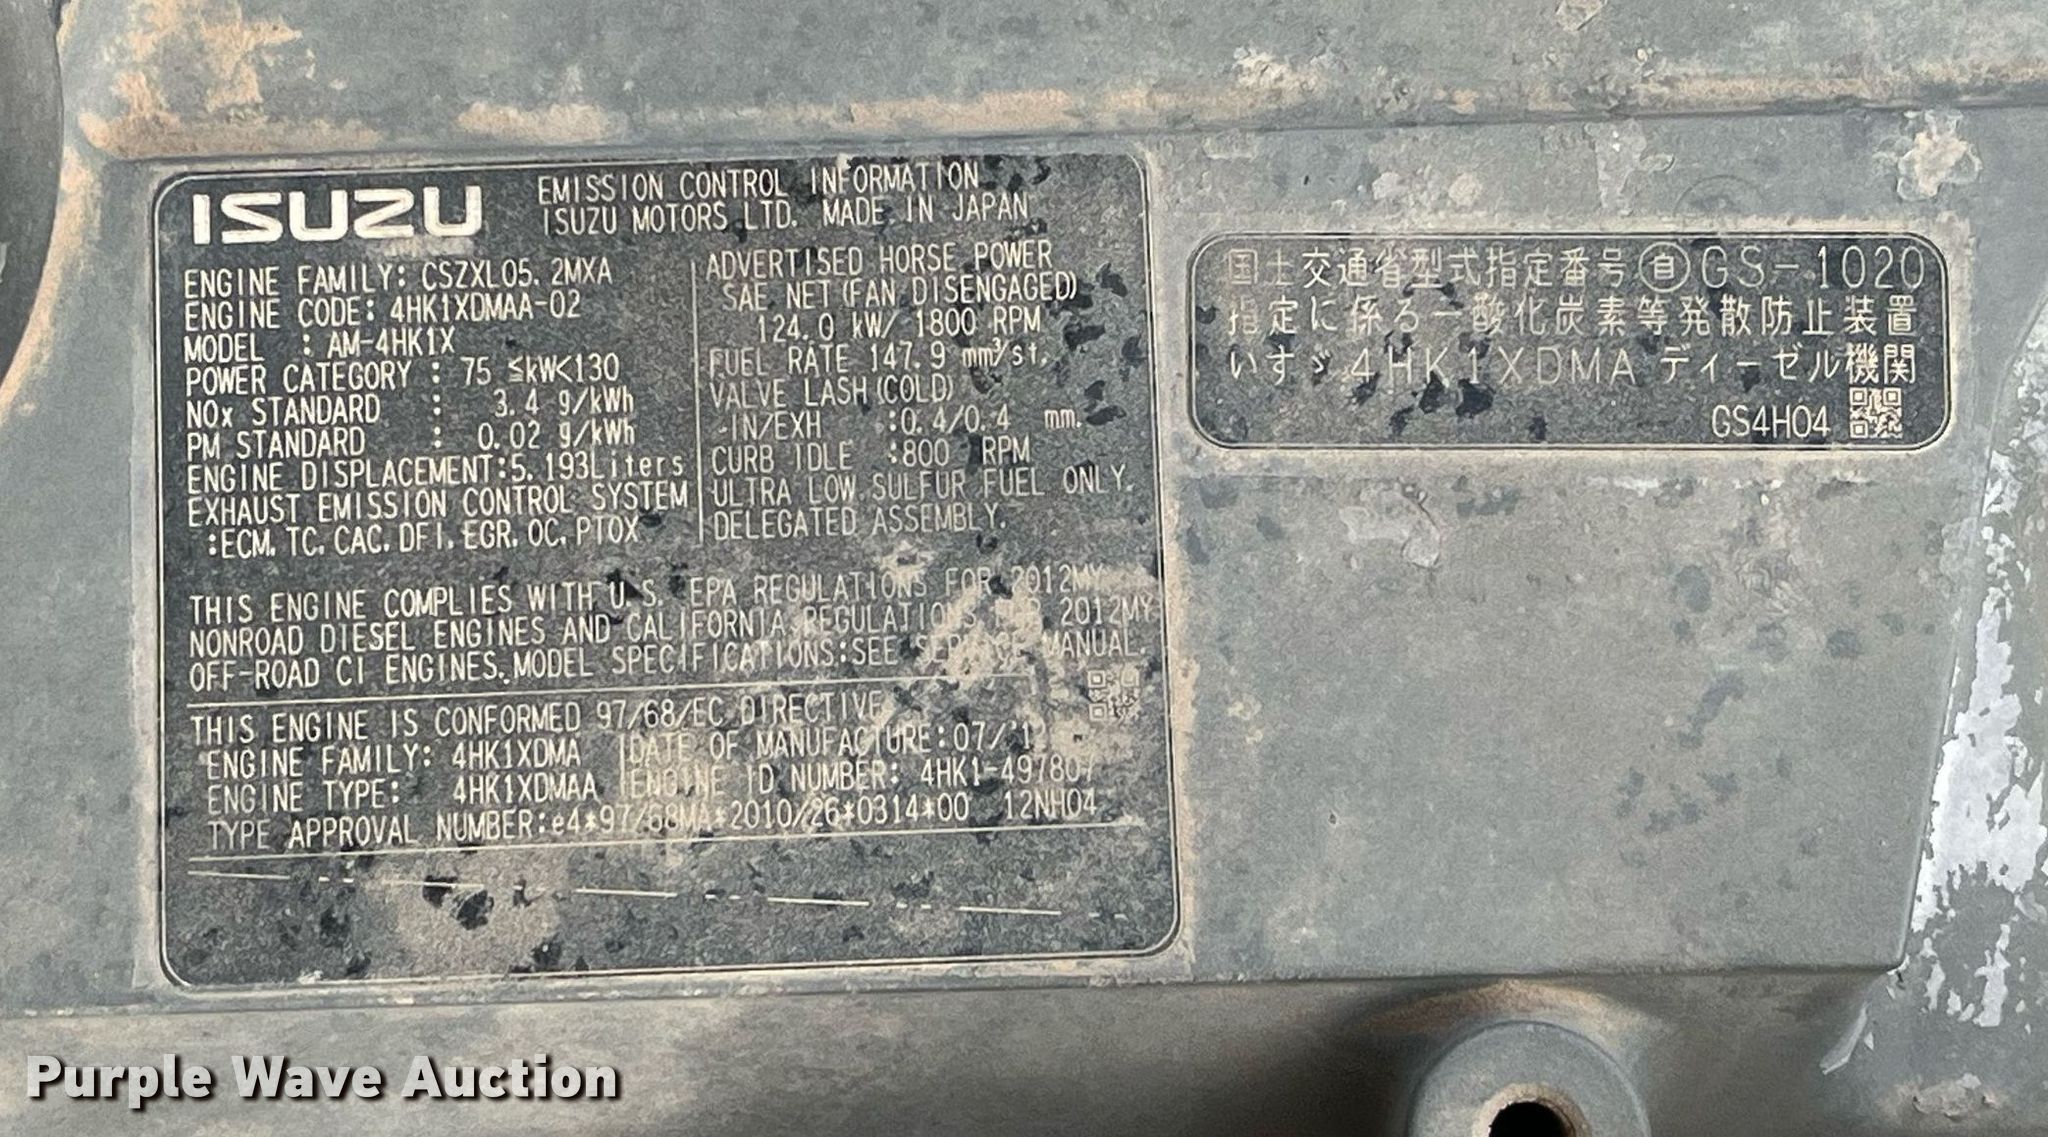 ISUZU
EMISSION CONTROL INFORMATION
ISUZU MOTORS LTD. MADE IN JAPAN
ENGINE FAMILY: CSZXL05.2MXA
ENGINE CODE: 4HK1XDMAA-02
MODEL : AM-4HK1X
POWER CATEGORY : 75 ≦kW<130
NOx STANDARD : 3.4 g/kWh
PM STANDARD : 0.02 g/kWh
ENGINE DISPLACEMENT:5.193Liters
EXHAUST EMISSION CONTROL SYSTEM
:ECM, TC, CAC, DFI, EGR, OC, PTOX
ADVERTISED HORSE POWER
SAE NET (FAN DISENGAGED)
124.0 kW/ 1800 RPM
FUEL RATE 147.9 mm³/st.
VALVE LASH (COLD)
-IN/EXH :0.4/0.4 mm.
CURB IDLE :800 RPM
ULTRA LOW SULFUR FUEL ONLY.
DELEGATED ASSEMBLY.
THIS ENGINE COMPLIES WITH U.S. EPA REGULATIONS FOR 2012MY
NONROAD DIESEL ENGINES AND CALIFORNIA REGULATIONS FOR 2012MY
OFF-ROAD CI ENGINES. MODEL SPECIFICATIONS:SEE SERVICE MANUAL.
THIS ENGINE IS CONFORMED 97/68/EC DIRECTIVE
ENGINE FAMILY: 4HK1XDMA
ENGINE TYPE: 4HK1XDMAA
DATE OF MANUFACTURE:
ENGINE ID NUMBER: 4HK1-497807
TYPE APPROVAL NUMBER:e4*97/68MA*2010/26*0314*00 12NH04
国土交通省型式指定番号 自 GS-1020
指定に係る一酸化炭素等発散防止装置
いすゞ 4HK1XDMA ディーゼル機関
GS4H04
Purple Wave Auction